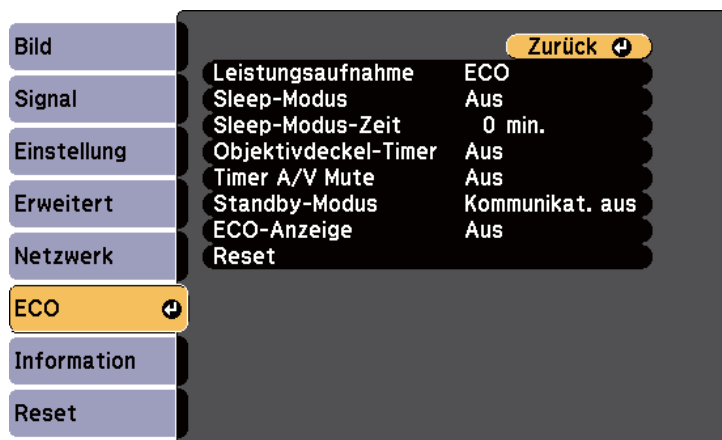 Bild
Signal
Einstellung
Erweitert
Netzwerk
ECO
Information
Reset
Zurück
Leistungsaufnahme ECO
Sleep-Modus Aus
Sleep-Modus-Zeit 0 min.
Objektivdeckel-Timer Aus
Timer A/V Mute Aus
Standby-Modus Kommunikat. aus
ECO-Anzeige Aus
Reset